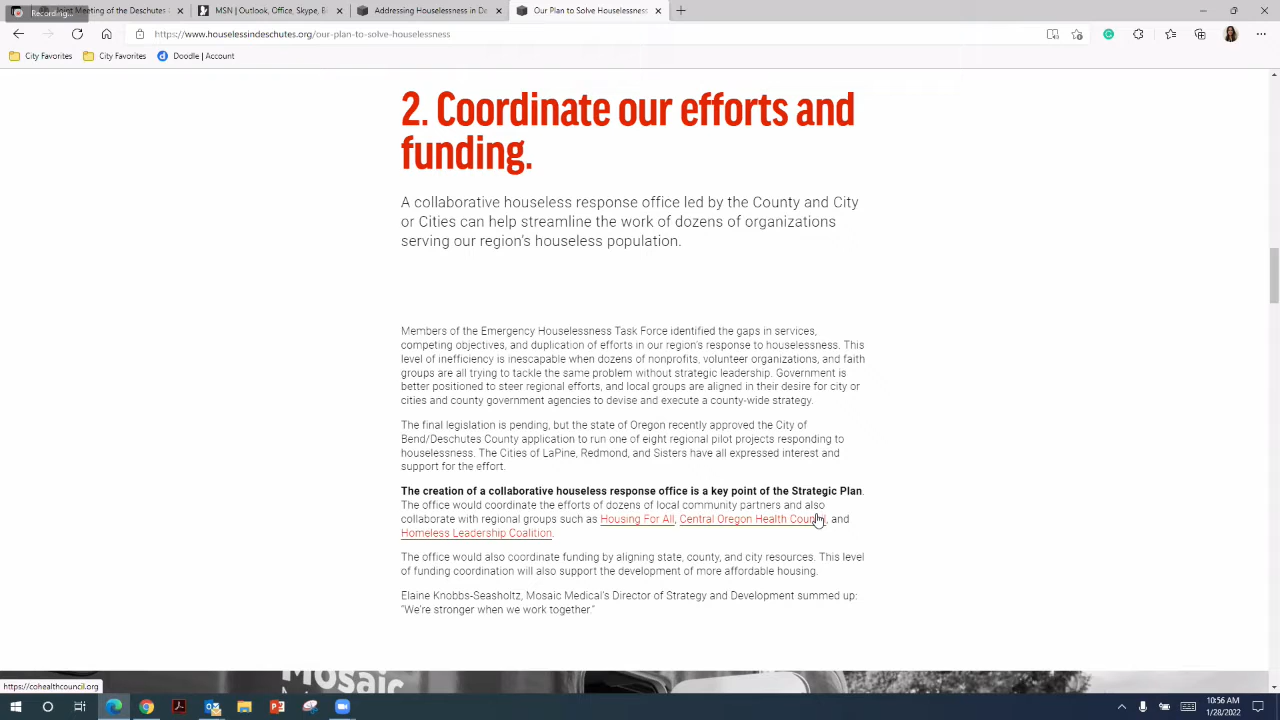 Recording...
int Meeting of the Deschutes
MSN | Outlook, Office, Skype, B
Addressing Houselessness in De
Our Plan to Solve Houselessness
https://www.houselessindeschutes.org/our-plan-to-solve-houselessness
City Favorites
City Favorites
Doodle | Account
2. Coordinate our efforts and
funding.
A collaborative houseless response office led by the County and City
or Cities can help streamline the work of dozens of organizations
serving our region's houseless population.
Members of the Emergency Houselessness Task Force identified the gaps in services,
competing objectives, and duplication of efforts in our region's response to houselessness. This
level of inefficiency is inescapable when dozens of nonprofits, volunteer organizations, and faith
groups are all trying to tackle the same problem without strategic leadership. Government is
better positioned to steer regional efforts, and local groups are aligned in their desire for city or
cities and county government agencies to devise and execute a county-wide strategy.
The final legislation is pending, but the state of Oregon recently approved the City of
Bend/Deschutes County application to run one of eight regional pilot projects responding to
houselessness. The Cities of LaPine, Redmond, and Sisters have all expressed interest and
support for the effort.
The creation of a collaborative houseless response office is a key point of the Strategic Plan.
The office would coordinate the efforts of dozens of local community partners and also
collaborate with regional groups such as Housing For All, Central Oregon Health Council, and
Homeless Leadership Coalition.
The office would also coordinate funding by aligning state, county, and city resources. This level
of funding coordination will also support the development of more affordable housing.
Elaine Knobbs-Seasholtz, Mosaic Medical's Director of Strategy and Development summed up:
"We're stronger when we work together."
Mosaic
https://cohealthcouncil.org
10:56 AM
1/28/2022